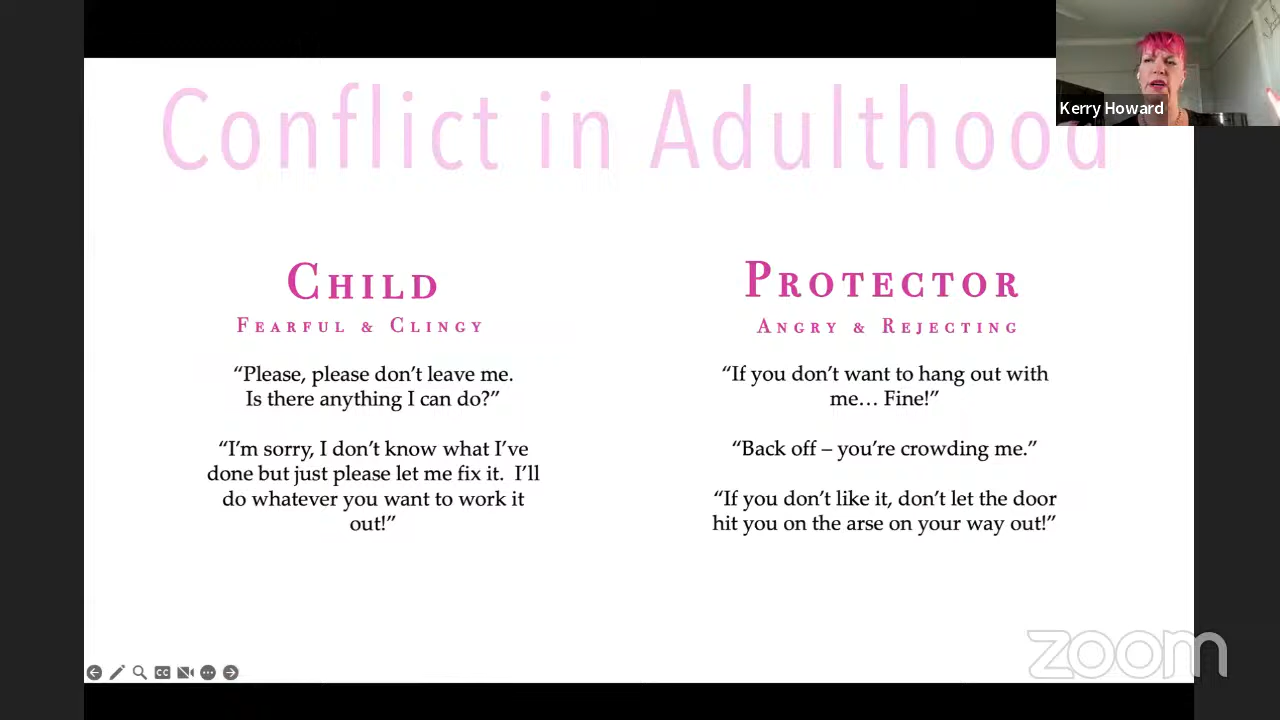 Conflict in Adulthood
Kerry Howard
CHILD
FEARFUL & CLINGY
“Please, please don’t leave me.
Is there anything I can do?”
“I’m sorry, I don’t know what I’ve
done but just please let me fix it.  I’ll
do whatever you want to work it
out!”
PROTECTOR
ANGRY & REJECTING
“If you don’t want to hang out with
me… Fine!”
“Back off – you’re crowding me.”
“If you don’t like it, don’t let the door
hit you on the arse on your way out!”
CC
zoom